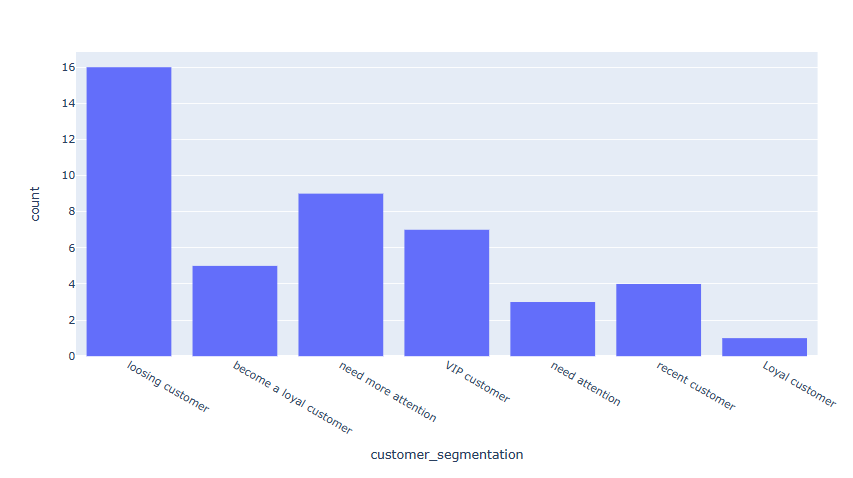 16
14
12
10
8
6
4
2
0
count
loosing customer
become a loyal customer
need more attention
VIP customer
need attention
recent customer
Loyal customer
customer_segmentation